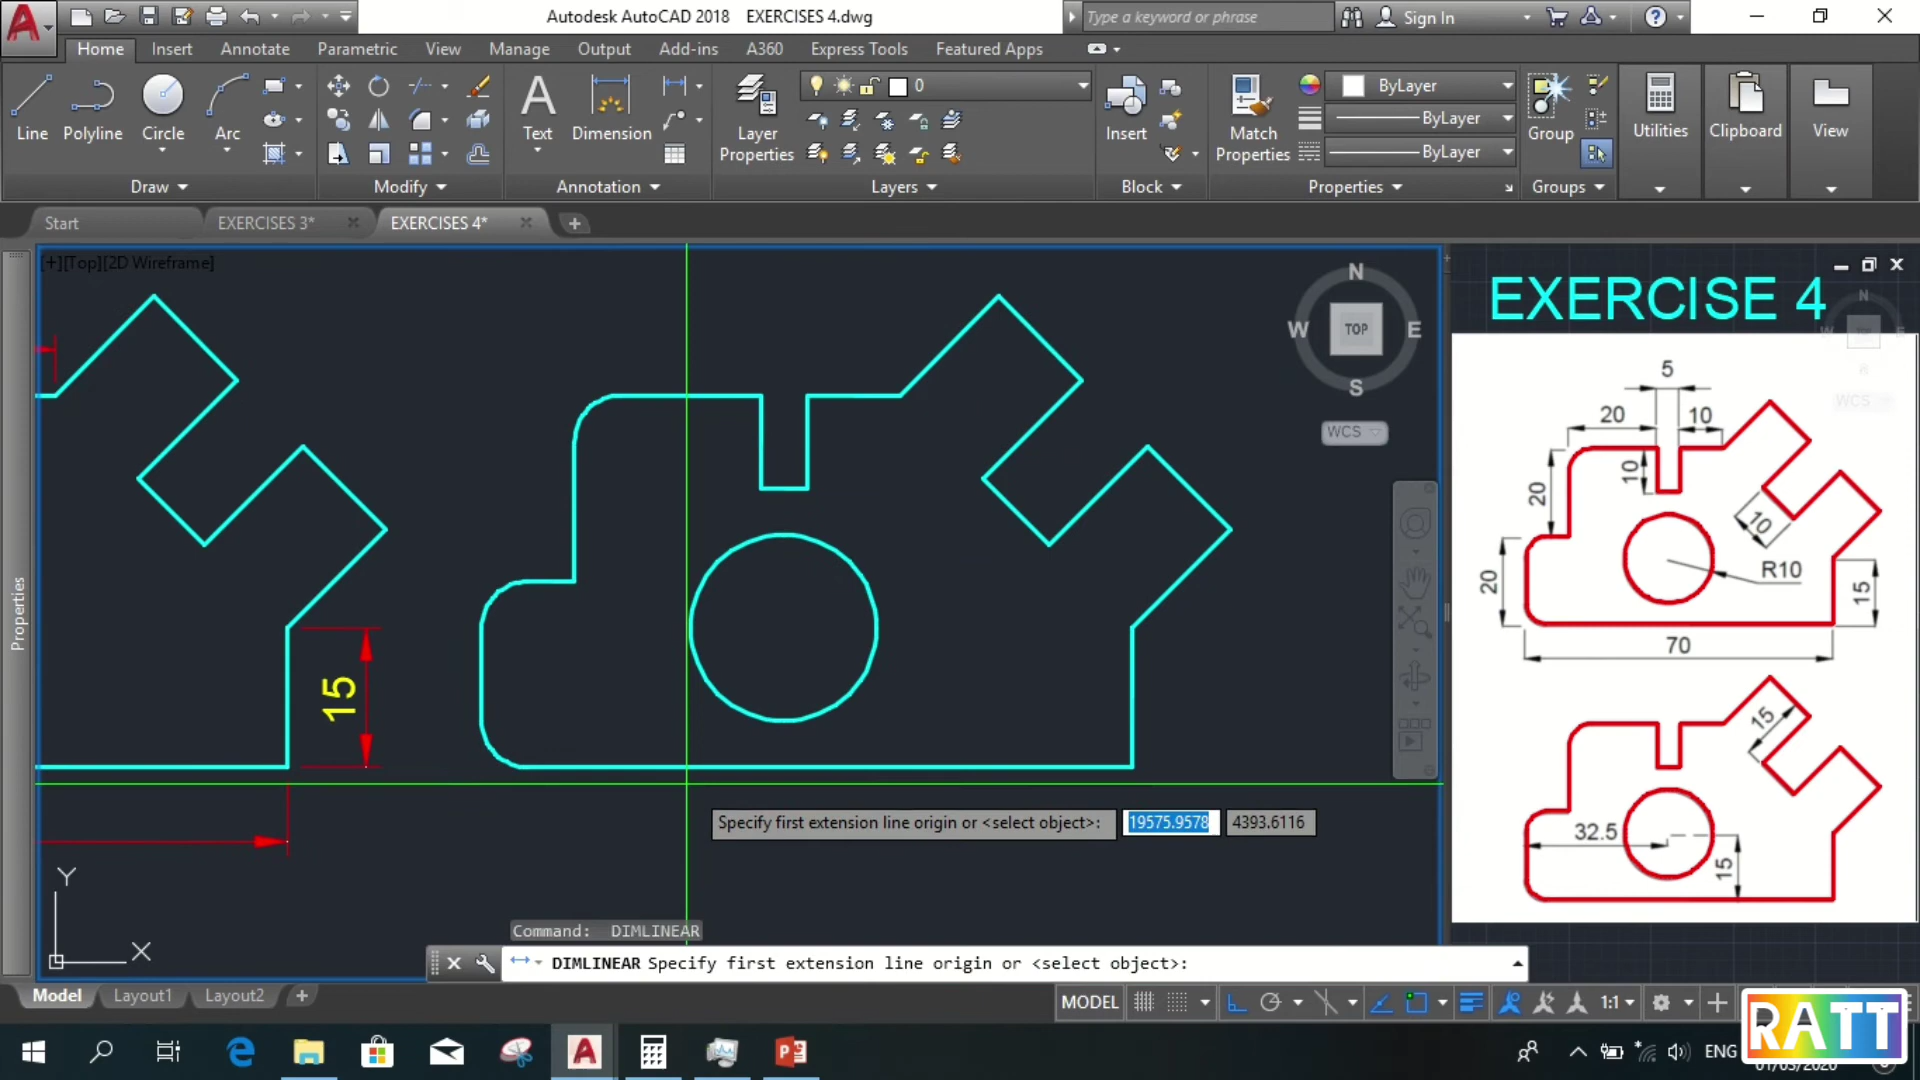 Autodesk AutoCAD 2018 EXERCISES 4.dwg
Type a keyword or phrase
Sign In
Home Insert Annotate Parametric View Manage Output Add-ins A360 Express Tools Featured Apps
Line Polyline Circle Arc
Text Dimension
Layer Properties
0
Insert
Match Properties
ByLayer
ByLayer
ByLayer
Group
Utilities
Clipboard
View
Draw Modify Annotation Layers Block Properties Groups
Start EXERCISES 3* EXERCISES 4*
[+][Top][2D Wireframe]
N
W TOP E
S
WCS
Properties
15
Specify first extension line origin or <select object>: 19575.9578 4393.6116
Y
X
Command: DIMLINEAR
DIMLINEAR Specify first extension line origin or <select object>:
EXERCISE 4
N
WCS
5
20 10
10
20
10
R10
20
15
70
15
32.5
15
Model Layout1 Layout2
MODEL 1:1
ENG
RATT